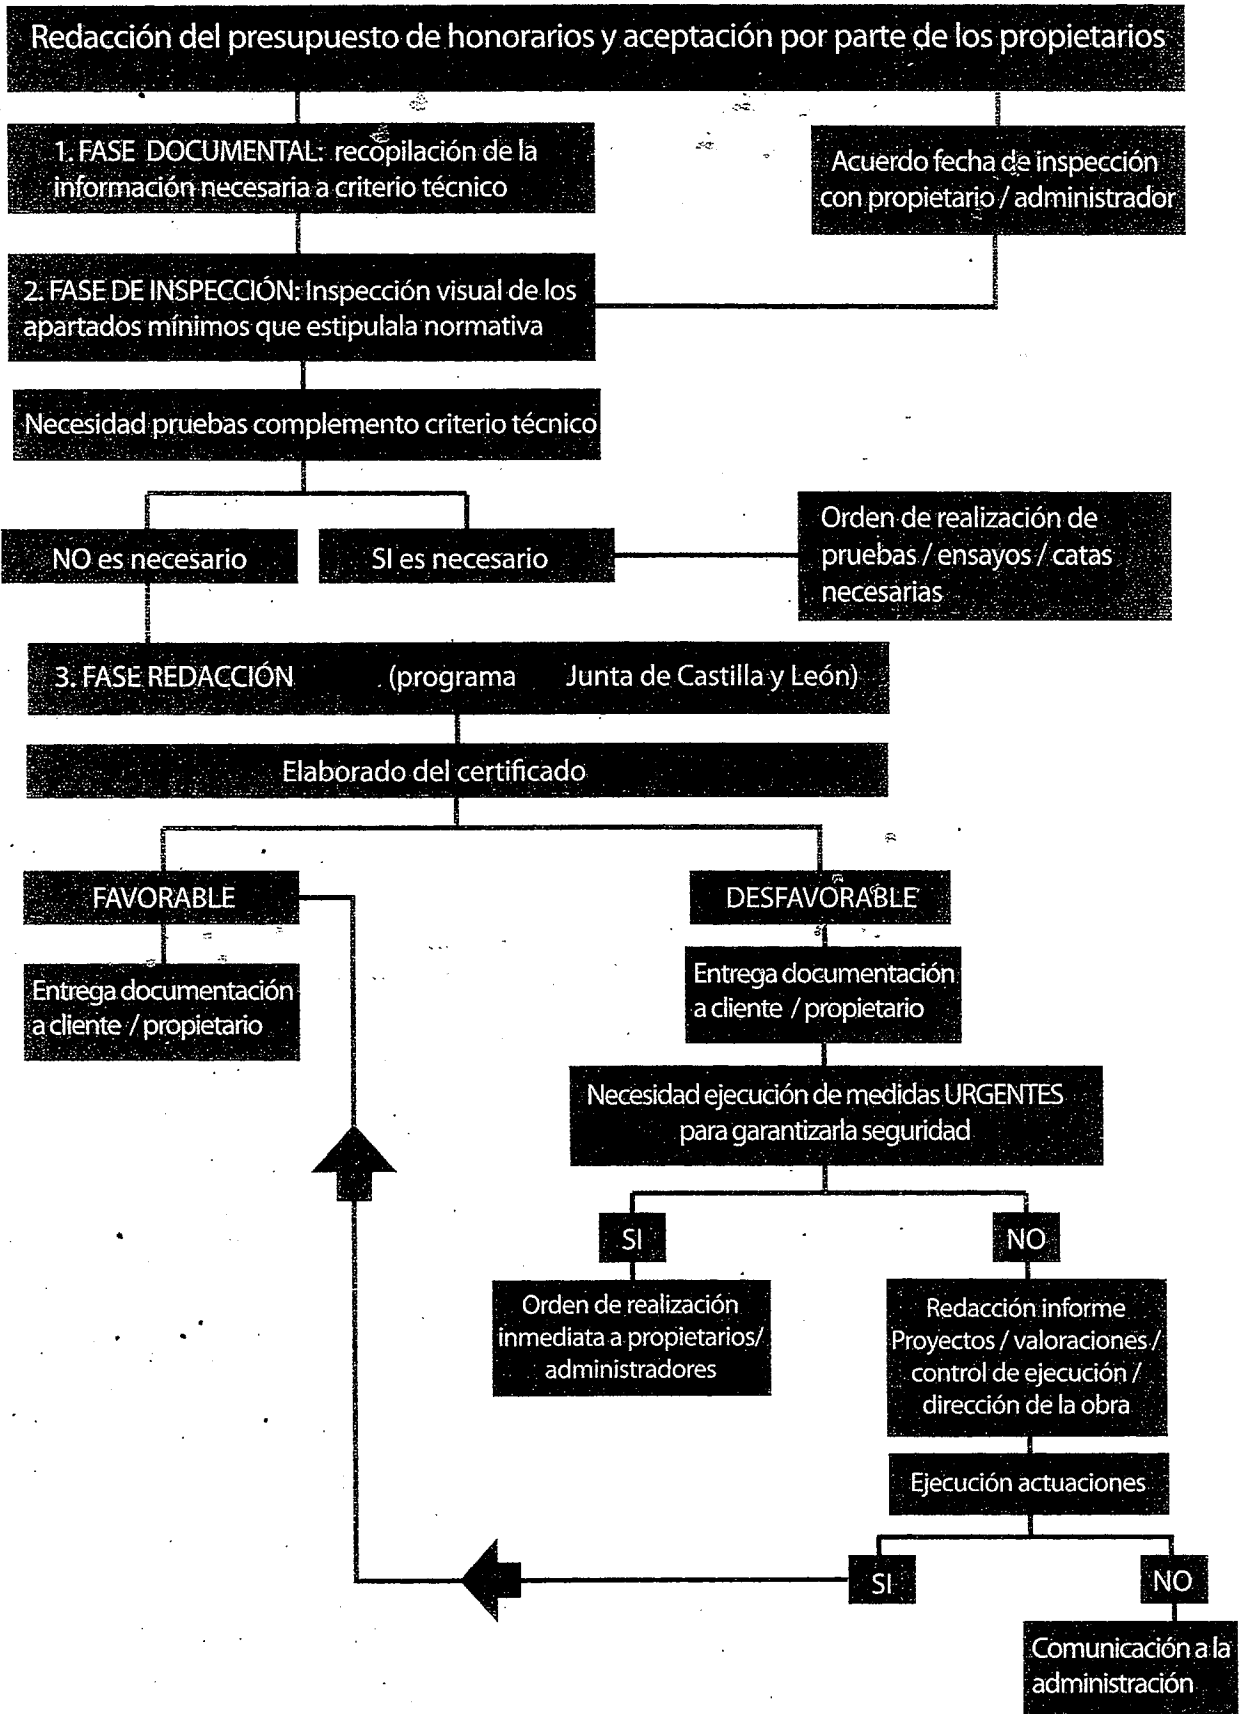 Redacción del presupuesto de honorarios y aceptación por parte de los propietarios
1. FASE DOCUMENTAL: recopilación de la
información necesaria a criterio técnico
Acuerdo fecha de inspección
con propietario / administrador
2. FASE DE INSPECCIÓN: Inspección visual de los
apartados mínimos que estipulala normativa
Necesidad pruebas complemento criterio técnico
NO es necesario
SI es necesario
Orden de realización de
pruebas / ensayos / catas
necesarias
3. FASE REDACCIÓN (programa Junta de Castilla y León)
Elaborado del certificado
FAVORABLE
DESFAVORABLE
Entrega documentación
a cliente / propietario
Entrega documentación
a cliente / propietario
Necesidad ejecución de medidas URGENTES
para garantizarla seguridad
SI
NO
Orden de realización
inmediata a propietarios/
administradores
Redacción informe
Proyectos / valoraciones /
control de ejecución /
dirección de la obra
Ejecución actuaciones
SI
NO
Comunicación a la
administración